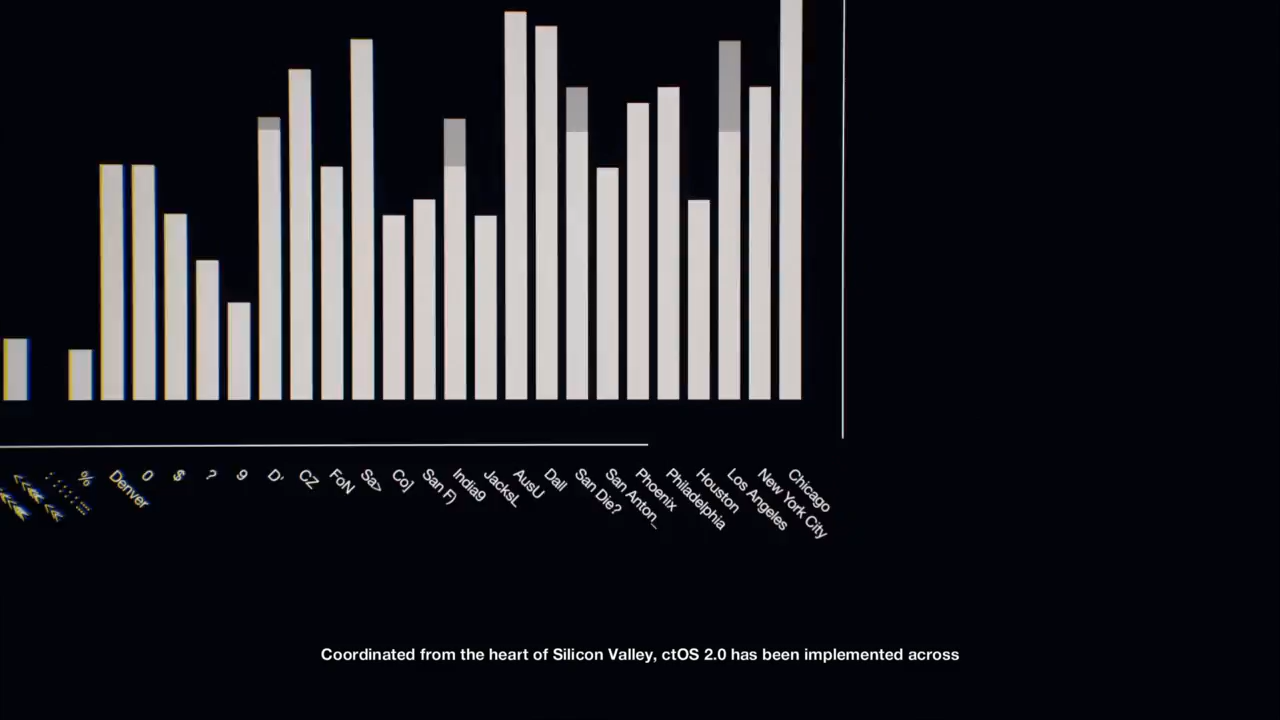 %
Denver
0
$
?
9
D'
CZ
FoN
Sa>
Co]
San F)
India9
JacksL
AusU
Dall
San Die?
San Anton_
Phoenix
Philadelphia
Houston
Los Angeles
New York City
Chicago
Coordinated from the heart of Silicon Valley, ctOS 2.0 has been implemented across